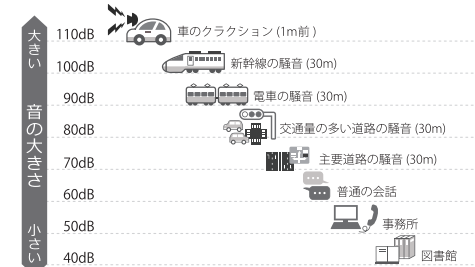 大きい
音の大きさ
小さい
110dB 車のクラクション (1m前 )
100dB 新幹線の騒音 (30m)
90dB 電車の騒音 (30m)
80dB 交通量の多い道路の騒音 (30m)
70dB 主要道路の騒音 (30m)
60dB 普通の会話
50dB 事務所
40dB 図書館